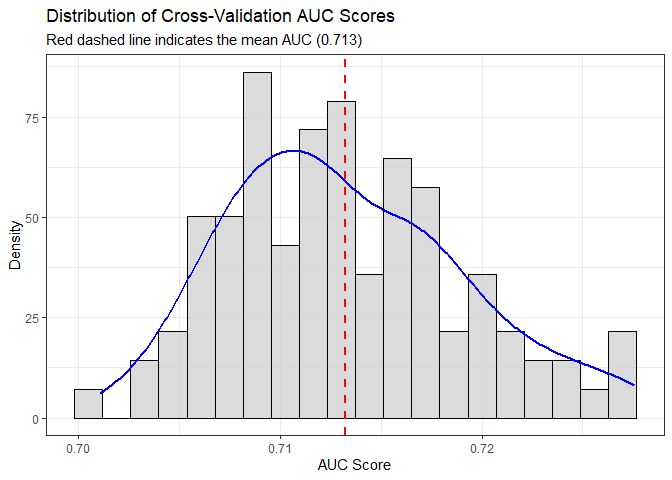 Distribution of Cross-Validation AUC Scores
Red dashed line indicates the mean AUC (0.713)
75
50
25
0
Density
0.70 0.71 0.72
AUC Score